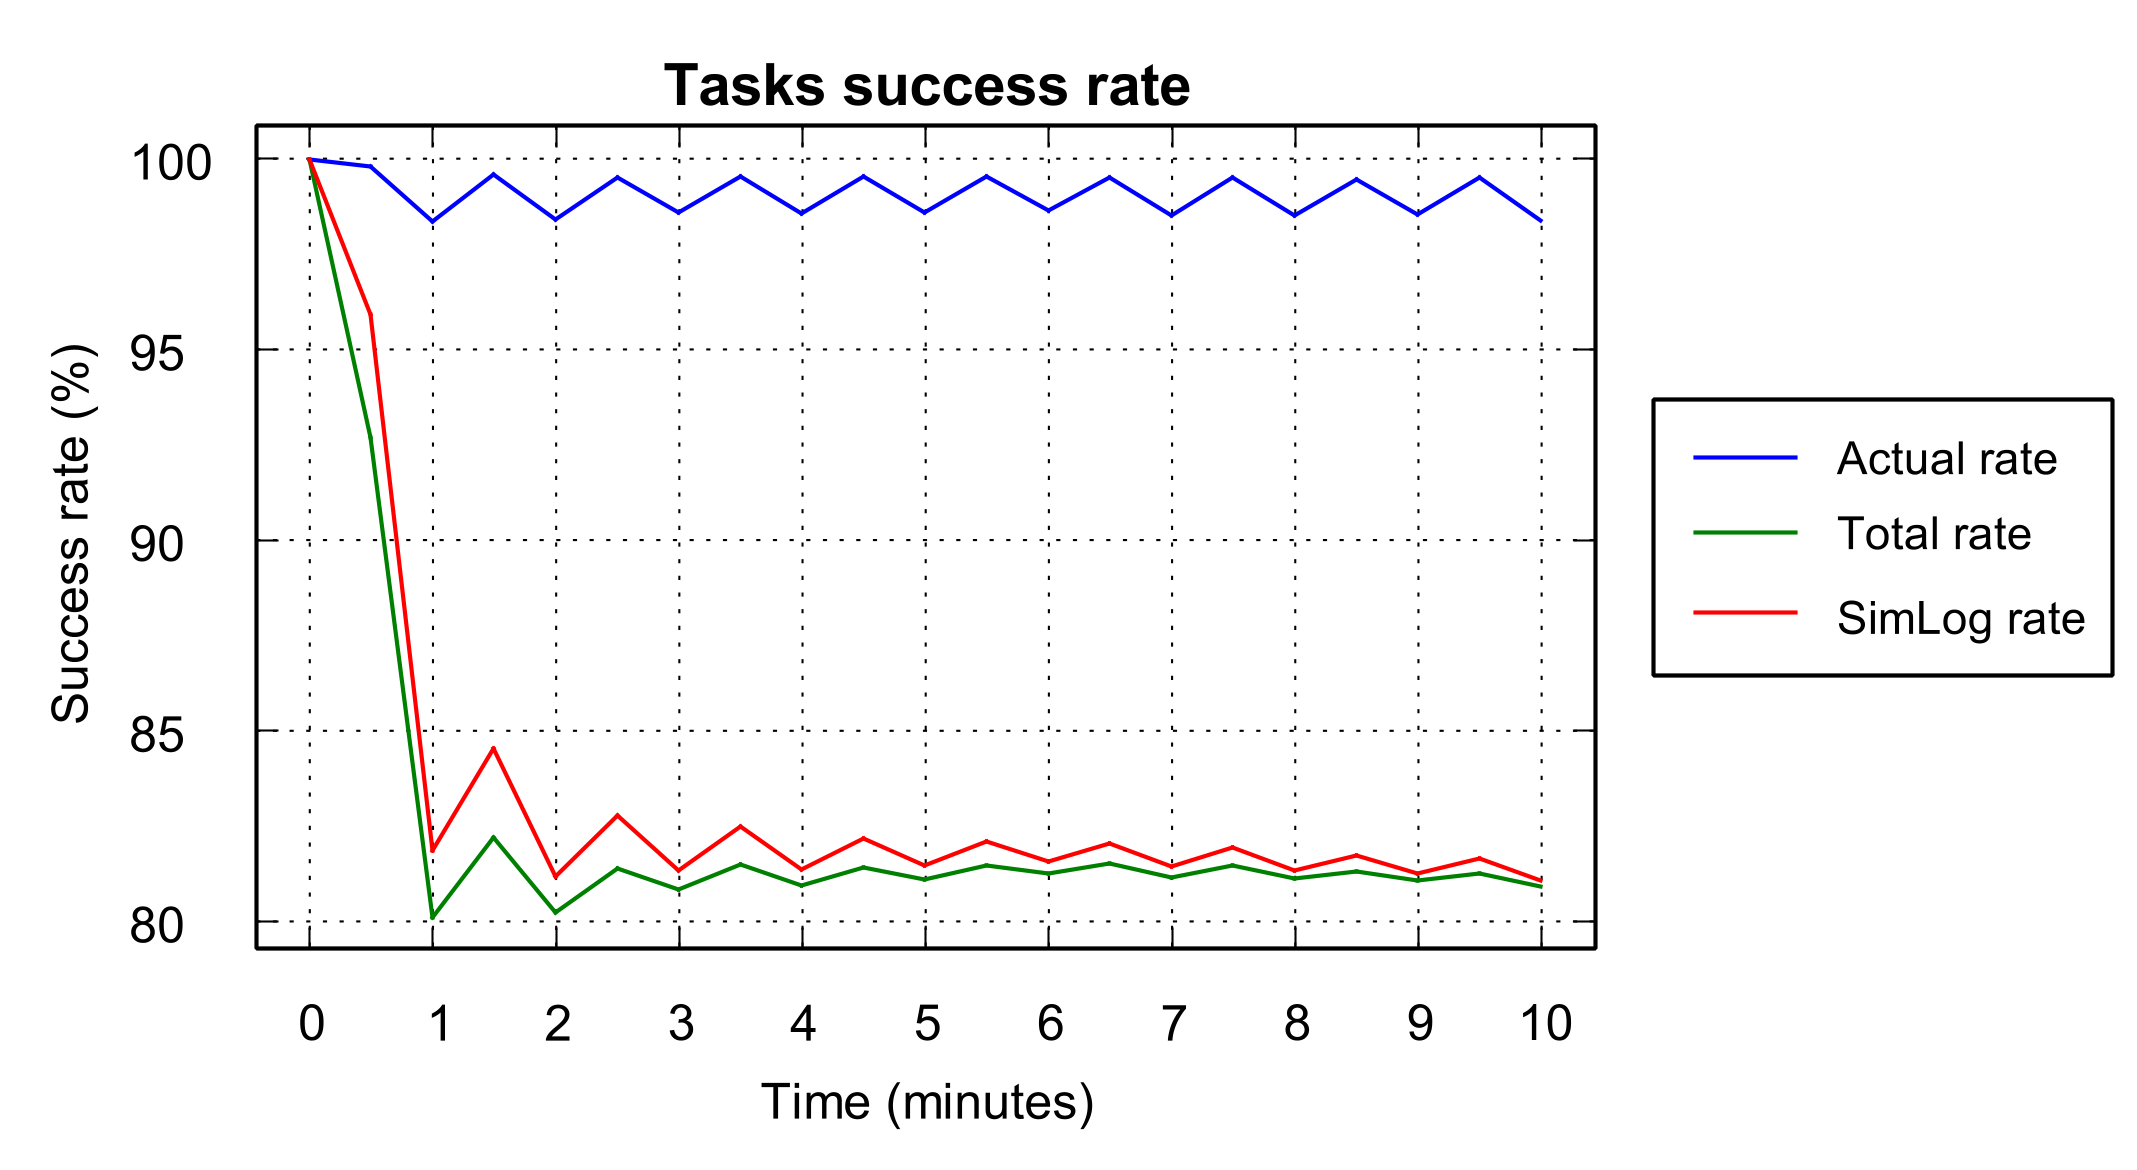 Tasks success rate
100
95
90
85
80
Success rate (%)
0 1 2 3 4 5 6 7 8 9 10
Time (minutes)
Actual rate
Total rate
SimLog rate